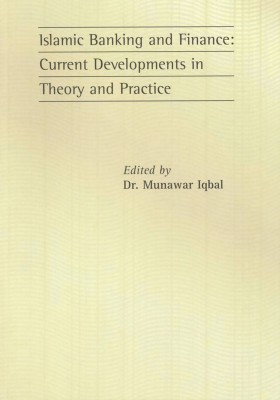 Islamic Banking and Finance:
Current Developments in
Theory and Practice
Edited by
Dr. Munawar Iqbal